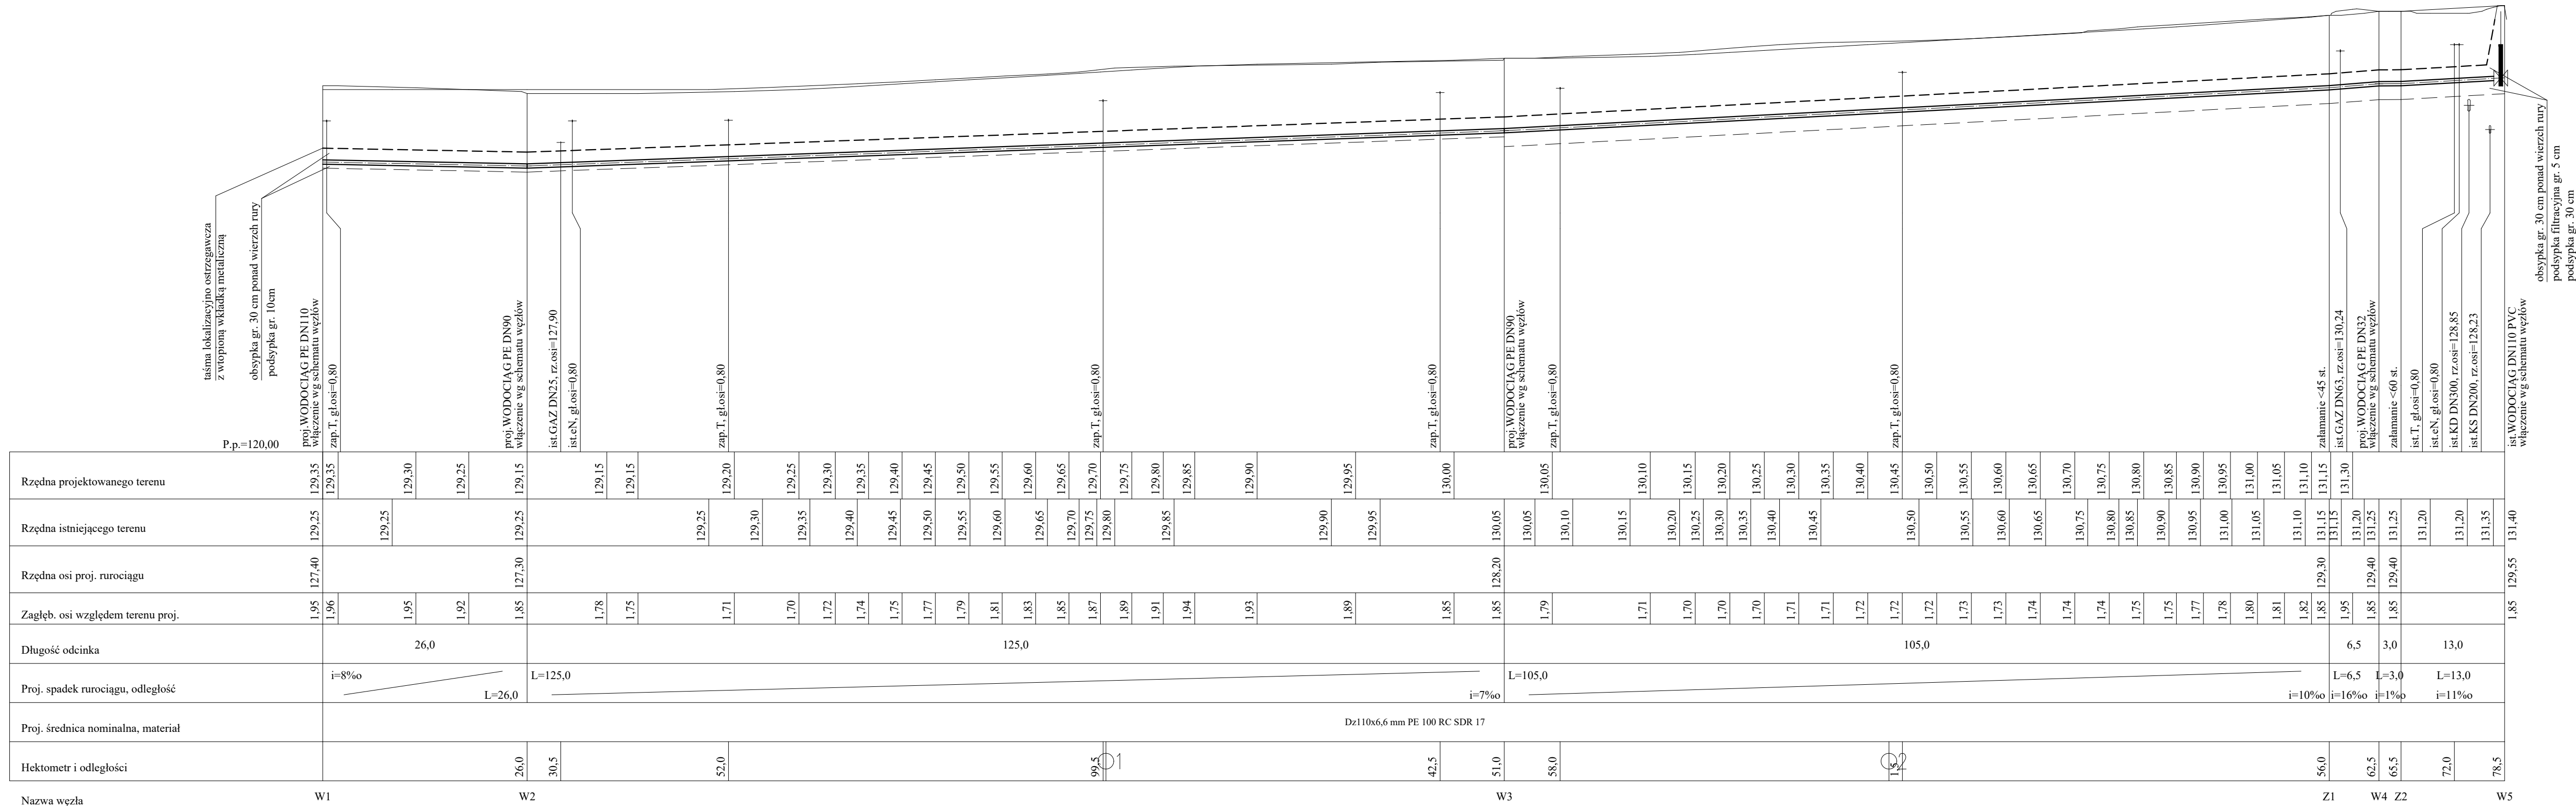 taśma lokalizacyjno ostrzegawcza
z wtopioną wkładką metaliczną
obsypka gr. 30 cm ponad wierzch rury
podsypka gr. 10cm
proj.WODOCIĄG PE DN110
włączenie wg schematu węzłów
zap.T, gł.osi=0,80
proj.WODOCIĄG PE DN90
włączenie wg schematu węzłów
ist.GAZ DN25, rz.osi=127,90
ist.eN, gł.osi=0,80
zap.T, gł.osi=0,80
zap.T, gł.osi=0,80
zap.T, gł.osi=0,80
proj.WODOCIĄG PE DN90
włączenie wg schematu węzłów
zap.T, gł.osi=0,80
zap.T, gł.osi=0,80
załamanie <45 st.
ist.GAZ DN63, rz.osi=130,24
proj.WODOCIĄG PE DN32
włączenie wg schematu węzłów
załamanie <60 st.
ist.T, gł.osi=0,80
ist.eN, gł.osi=0,80
ist.KD DN300, rz.osi=128,85
ist.KS DN200, rz.osi=128,23
ist.WODOCIĄG DN110 PVC
włączenie wg schematu węzłów
obsypka gr. 30 cm ponad wierzch rury
podsypka filtracyjna gr. 5 cm
podsypka gr. 30 cm
P.p.=120,00
Rzędna projektowanego terenu 129,35 129,35 129,30 129,25 129,15 129,15 129,15 129,20 129,25 129,30 129,35 129,40 129,45 129,50 129,55 129,60 129,65 129,70 129,75 129,80 129,85 129,90 129,95 130,00 130,05 130,10 130,15 130,20 130,25 130,30 130,35 130,40 130,45 130,50 130,55 130,60 130,65 130,70 130,75 130,80 130,85 130,90 130,95 131,00 131,05 131,10 131,15 131,30
Rzędna istniejącego terenu 129,25 129,25 129,25 129,25 129,30 129,35 129,40 129,45 129,50 129,55 129,60 129,65 129,70 129,75 129,80 129,85 129,90 129,95 130,05 130,05 130,10 130,15 130,20 130,25 130,30 130,35 130,40 130,45 130,50 130,55 130,60 130,65 130,75 130,80 130,85 130,90 130,95 131,00 131,05 131,10 131,15 131,15 131,20 131,25 131,25 131,20 131,20 131,35 131,40
Rzędna osi proj. rurociągu 127,40 127,30 128,20 129,30 129,40 129,40 129,55
Zagłęb. osi względem terenu proj. 1,95 1,96 1,95 1,92 1,85 1,78 1,75 1,71 1,70 1,72 1,74 1,75 1,77 1,79 1,81 1,83 1,85 1,87 1,89 1,91 1,94 1,93 1,89 1,85 1,85 1,79 1,71 1,70 1,70 1,70 1,71 1,71 1,72 1,72 1,72 1,73 1,73 1,74 1,74 1,74 1,75 1,75 1,77 1,78 1,80 1,81 1,82 1,85 1,95 1,85 1,85 1,85
Długość odcinka 26,0 125,0 105,0 6,5 3,0 13,0
Proj. spadek rurociągu, odległość
i=8%o L=125,0 L=105,0 L=6,5 L=3,0 L=13,0
L=26,0 i=7%o i=10%o i=16%o i=1%o i=11%o
Proj. średnica nominalna, materiał Dz110x6,6 mm PE 100 RC SDR 17
Hektometr i odległości 26,0 30,5 52,0 99,5 1 42,5 51,0 58,0 2 1,5 56,0 62,5 65,5 72,0 78,5
Nazwa węzła W1 W2 W3 Z1 W4 Z2 W5